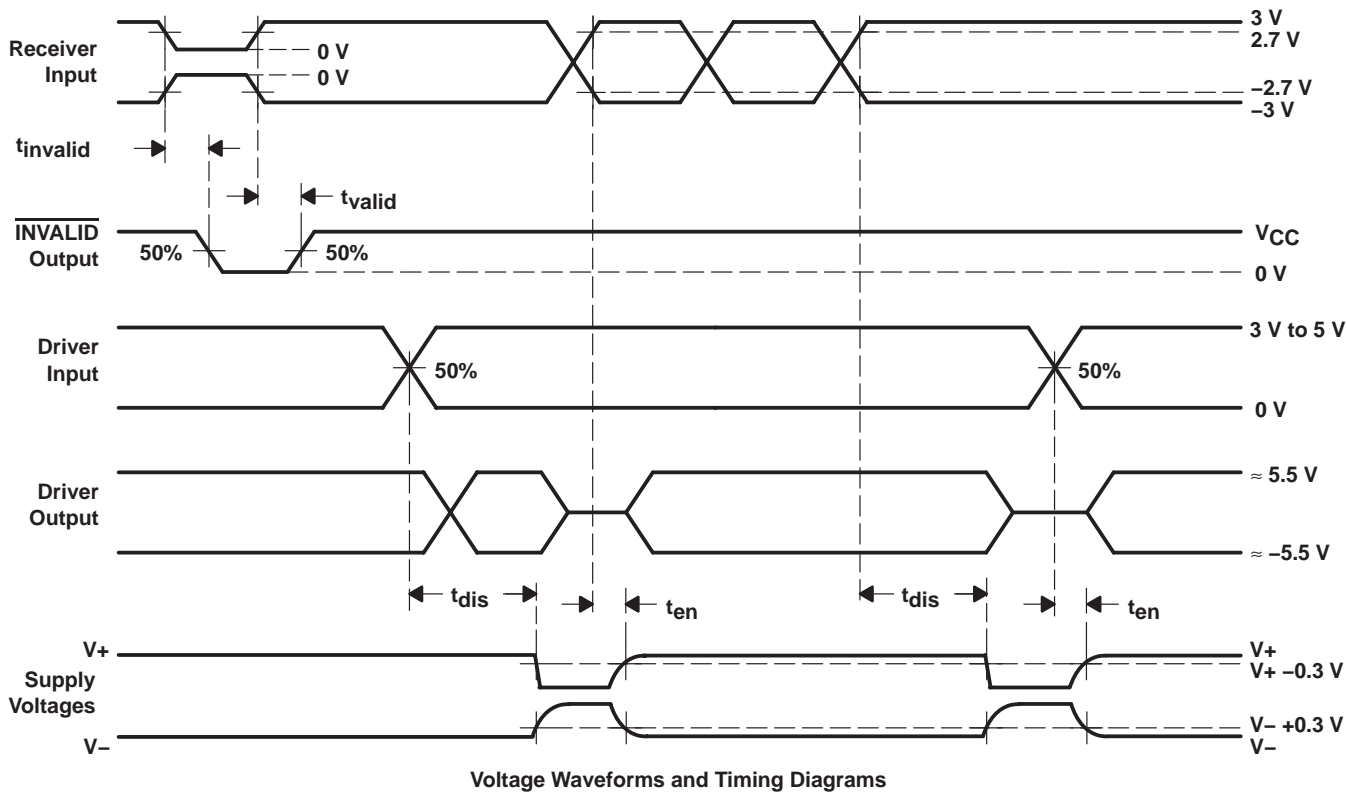 Receiver
Input
0 V
0 V
3 V
2.7 V
−2.7 V
−3 V
tinvalid
tvalid
INVALID
Output
50%
50%
VCC
0 V
Driver
Input
50%
50%
3 V to 5 V
0 V
Driver
Output
≈ 5.5 V
≈ −5.5 V
tdis
ten
tdis
ten
V+
Supply
Voltages
V−
V+
V+ −0.3 V
V− +0.3 V
V−
Voltage Waveforms and Timing Diagrams